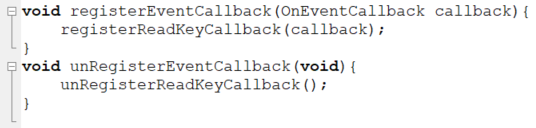 void registerEventCallback(OnEventCallback callback){
    registerReadKeyCallback(callback);
}
void unRegisterEventCallback(void){
    unRegisterReadKeyCallback();
}